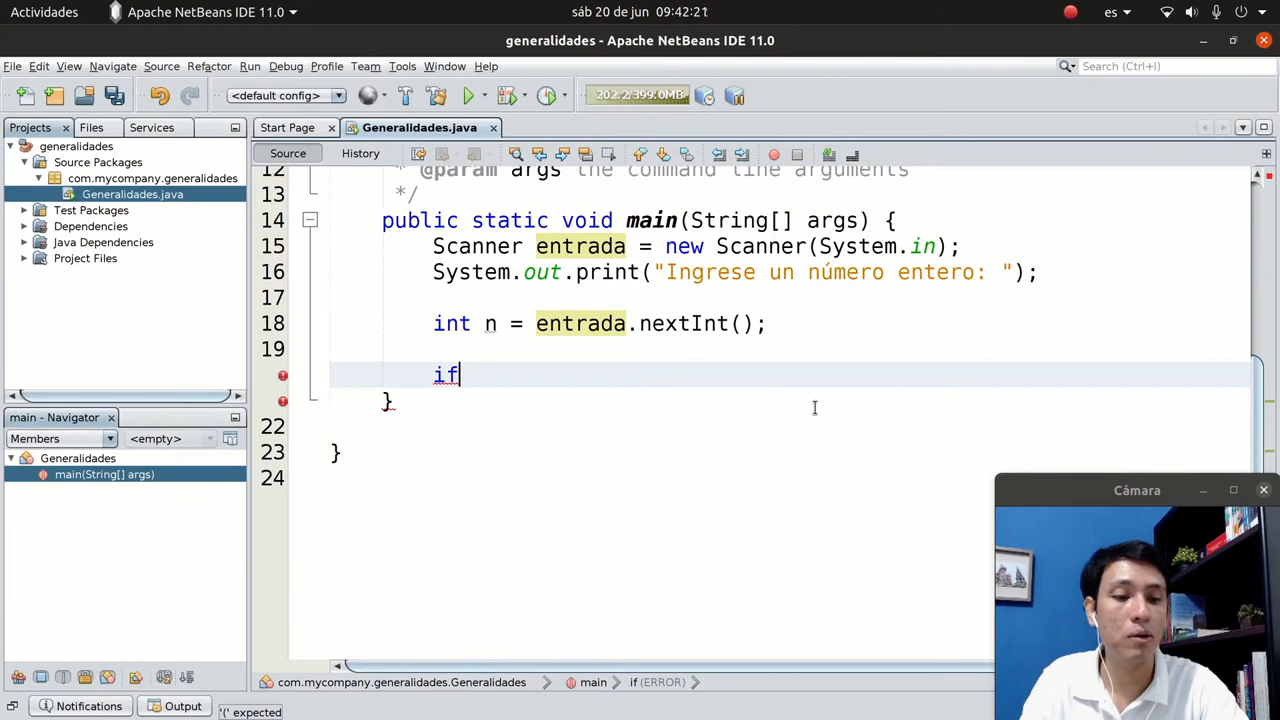 Actividades Apache NetBeans IDE 11.0 sáb 20 de jun 09:42:21 es
generalidades - Apache NetBeans IDE 11.0
File Edit View Navigate Source Refactor Run Debug Profile Team Tools Window Help Search (Ctrl+I)
<default config> 202.2/399.0MB
Projects Files Services Start Page Generalidades.java
generalidades Source History
Source Packages
com.mycompany.generalidades
Generalidades.java
Test Packages
Dependencies
Java Dependencies
Project Files
12 * @param args the command line arguments
13 */
14 public static void main(String[] args) {
15 Scanner entrada = new Scanner(System.in);
16 System.out.print("Ingrese un número entero: ");
17
18 int n = entrada.nextInt();
19
if
}
22
23 }
24
main - Navigator
Members <empty>
Generalidades
main(String[] args)
Cámara
com.mycompany.generalidades.Generalidades main if (ERROR)
Notifications Output '(' expected